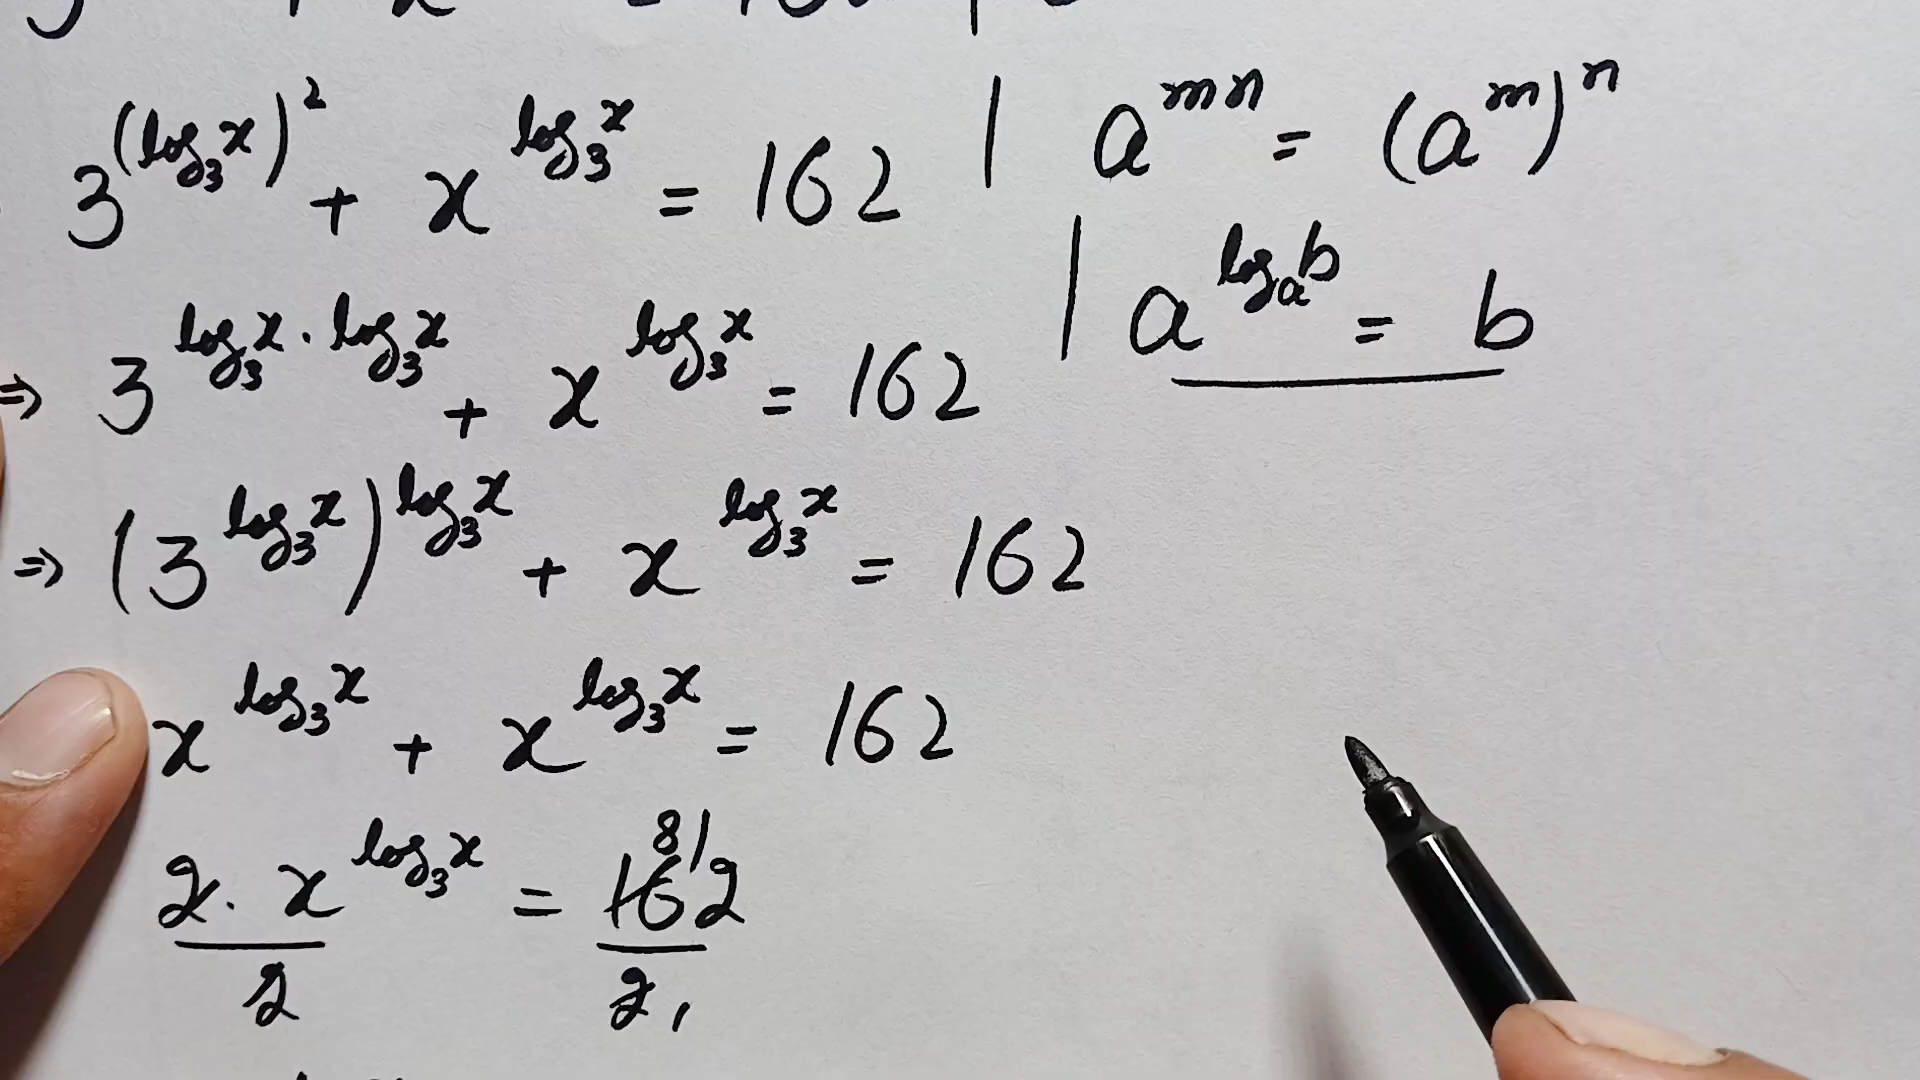 3^(log₃x)² + x^log₃x = 162 | a^mn = (a^m)^n
⇒ 3^log₃x · log₃x + x^log₃x = 162 | a^logₐb = b
⇒ (3^log₃x)^log₃x + x^log₃x = 162
x^log₃x + x^log₃x = 162
81
2. x^log₃x = 162
2 2,